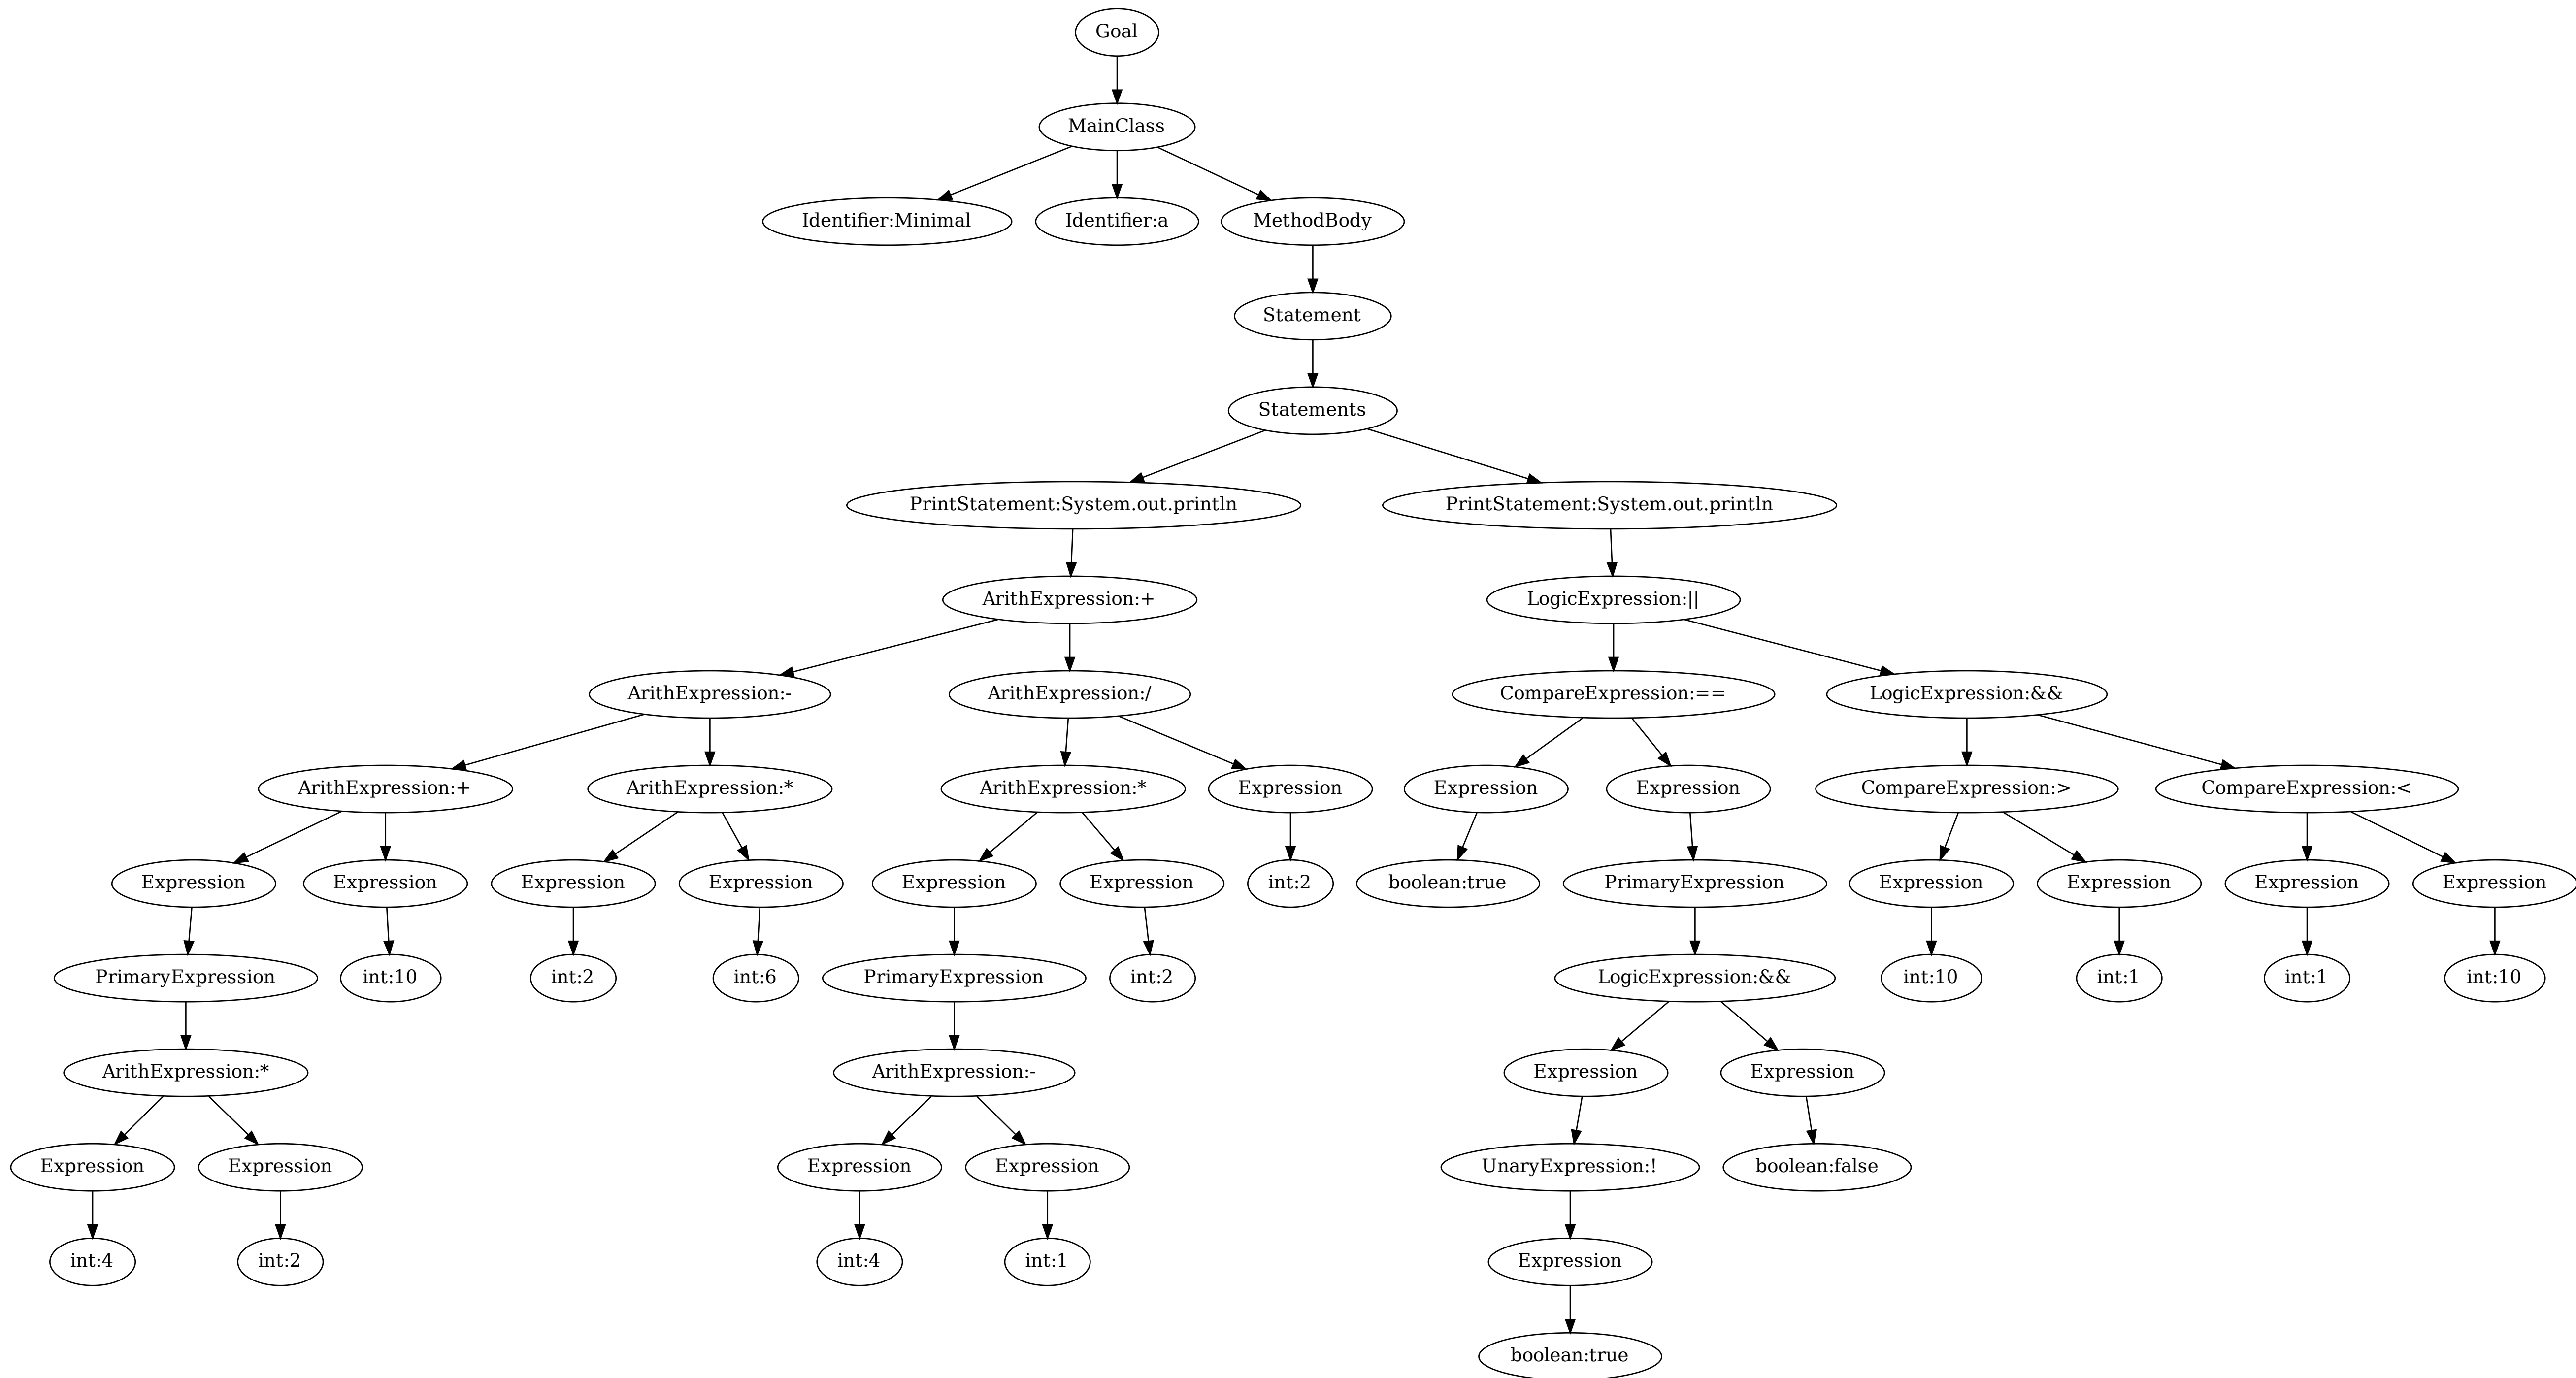 Goal
MainClass
Identifier:Minimal
Identifier:a
MethodBody
Statement
Statements
PrintStatement:System.out.println
PrintStatement:System.out.println
ArithExpression:+
LogicExpression:||
ArithExpression:-
ArithExpression:/
CompareExpression:==
LogicExpression:&&
ArithExpression:+
ArithExpression:*
ArithExpression:*
Expression
Expression
Expression
CompareExpression:>
CompareExpression:<
Expression
Expression
Expression
Expression
Expression
Expression
int:2
boolean:true
PrimaryExpression
Expression
Expression
Expression
Expression
PrimaryExpression
int:10
int:2
int:6
PrimaryExpression
int:2
LogicExpression:&&
int:10
int:1
int:1
int:10
ArithExpression:*
ArithExpression:-
Expression
Expression
Expression
Expression
Expression
Expression
UnaryExpression:!
boolean:false
int:4
int:2
int:4
int:1
Expression
boolean:true